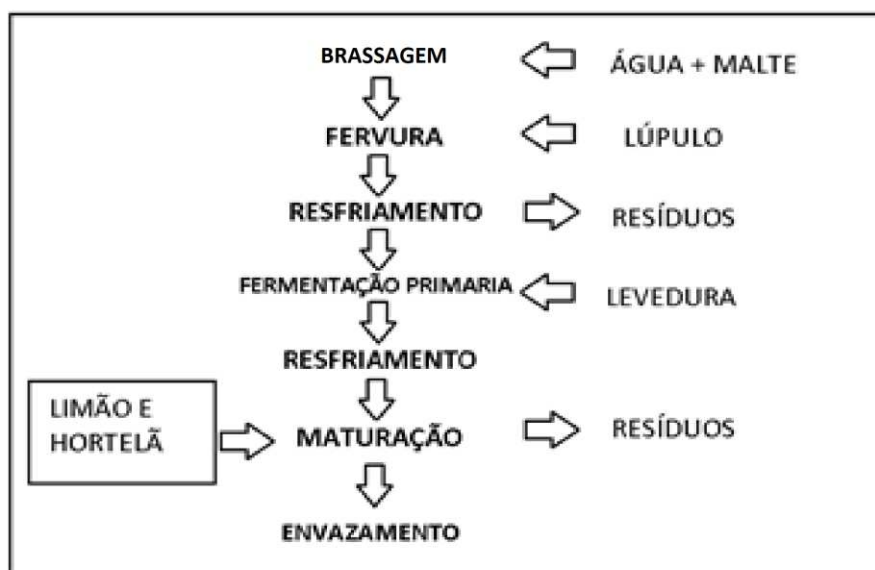 BRASSAGEM
ÁGUA + MALTE
FERVURA
LÚPULO
RESFRIAMENTO
RESÍDUOS
FERMENTAÇÃO PRIMARIA
LEVEDURA
RESFRIAMENTO
LIMÃO E
HORTELÃ
MATURAÇÃO
RESÍDUOS
ENVAZAMENTO